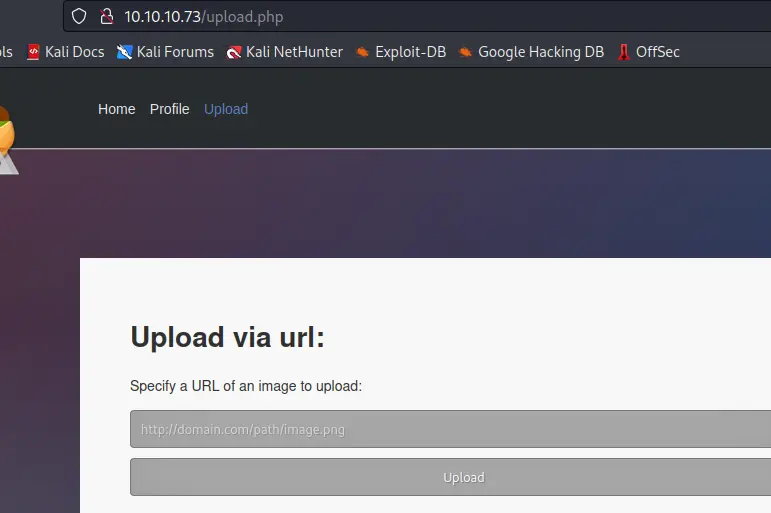 10.10.10.73/upload.php
ls Kali Docs Kali Forums Kali NetHunter Exploit-DB Google Hacking DB OffSec
Home Profile Upload
Upload via url:
Specify a URL of an image to upload:
http://domain.com/path/image.png
Upload